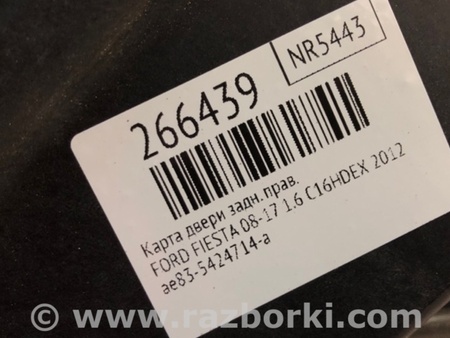 NR5443
266439
Карта двери задн. прав.
FORD FIESTA 08-17 1.6 C16HDEX 2012
ae83-5424714-a
© www.razborki.com